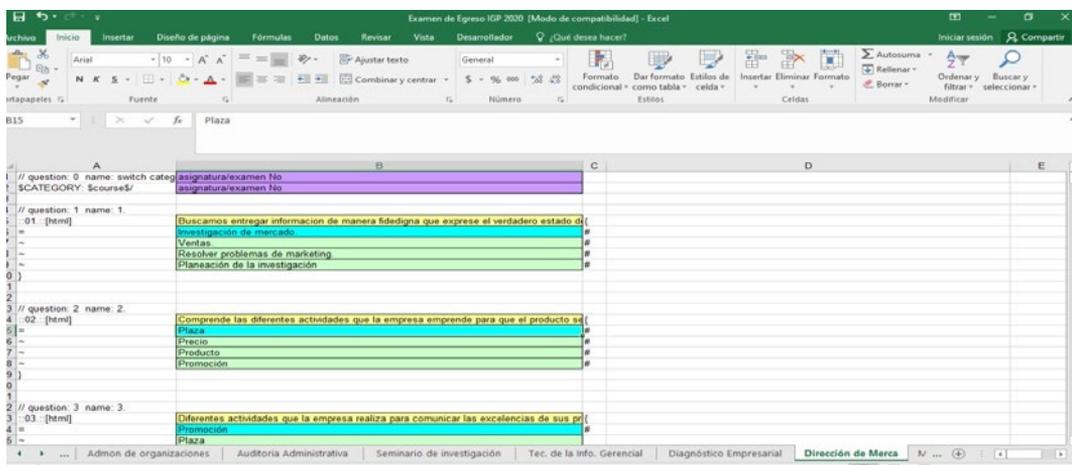 Examen de Egreso IGP 2020 [Modo de compatibilidad] - Excel
Archivo Inicio Insertar Diseño de página Fórmulas Datos Revisar Vista Desarrollador ¿Qué desea hacer? Iniciar sesión Compartir
Arial 10 Ajustar texto General Autosuma
Pegar N K S Combinar y centrar $ % 000 Formato condicional Dar formato como tabla Estilos de celda Insertar Eliminar Formato Rellenar Borrar Ordenar y filtrar Buscar y seleccionar
Portapapeles Fuente Alineación Número Estilos Celdas Modificar
B15 fx Plaza
A B C D E
// question: 0 name: switch categ asignatura/examen No
$CATEGORY: $course$/ asignatura/examen No
// question: 1 name: 1.
::01.::[html] Buscamos entregar informacion de manera fidedigna que exprese el verdadero estado de {
= Investigación de mercado. #
~ Ventas. #
~ Resolver problemas de marketing. #
~ Planeación de la investigación #
}
// question: 2 name: 2.
::02.::[html] Comprende las diferentes actividades que la empresa emprende para que el producto se {
= Plaza #
~ Precio #
~ Producto #
~ Promoción #
}
// question: 3 name: 3.
::03.::[html] Diferentes actividades que la empresa realiza para comunicar las excelencias de sus pr {
= Promoción #
~ Plaza
... Admon de organizaciones Auditoria Administrativa Seminario de investigación Tec. de la Info. Gerencial Diagnóstico Empresarial Dirección de Merca M ...